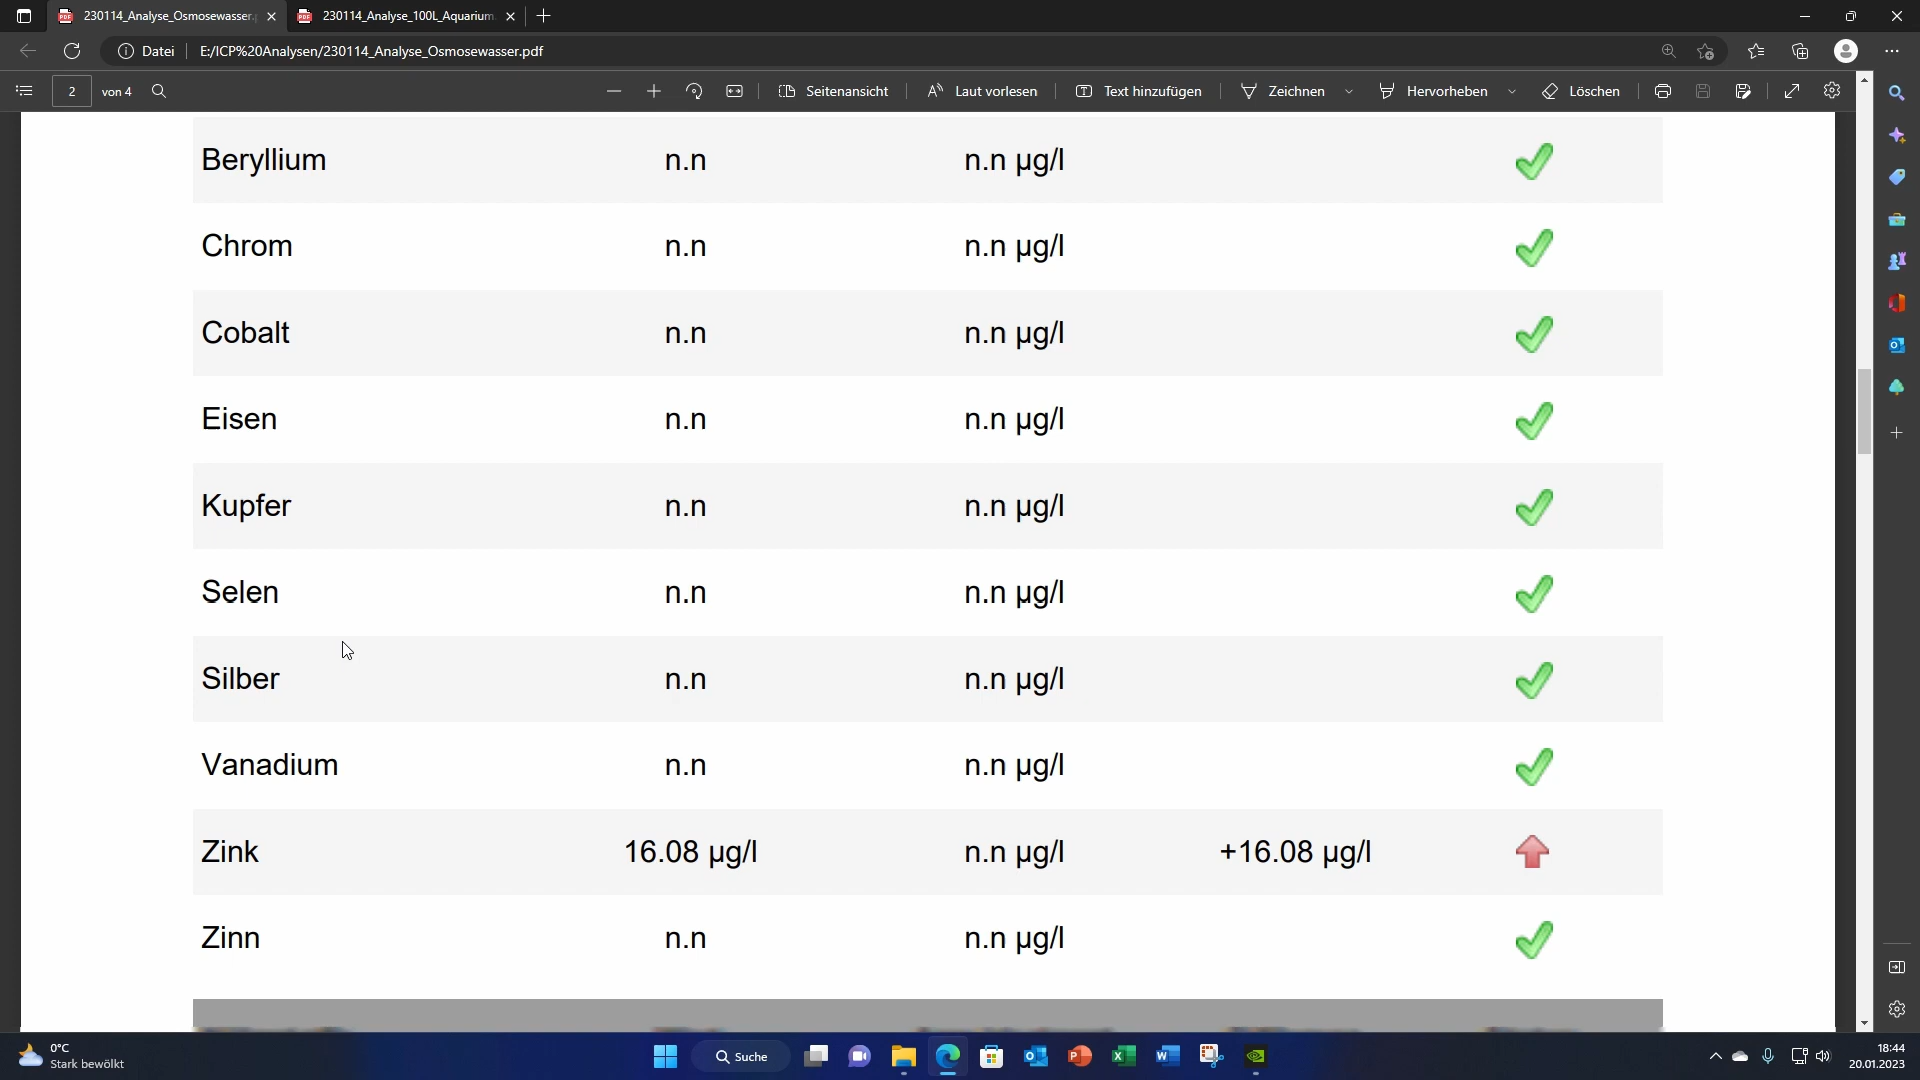 230114_Analyse_Osmosewasser. 230114_Analyse_100L_Aquarium.
Datei E:/ICP%20Analysen/230114_Analyse_Osmosewasser.pdf
2 von 4 Seitenansicht Laut vorlesen Text hinzufügen Zeichnen Hervorheben Löschen
Beryllium n.n n.n µg/l
Chrom n.n n.n µg/l
Cobalt n.n n.n µg/l
Eisen n.n n.n µg/l
Kupfer n.n n.n µg/l
Selen n.n n.n µg/l
Silber n.n n.n µg/l
Vanadium n.n n.n µg/l
Zink 16.08 µg/l n.n µg/l +16.08 µg/l
Zinn n.n n.n µg/l
0°C
Stark bewölkt
Suche
18:44
20.01.2023